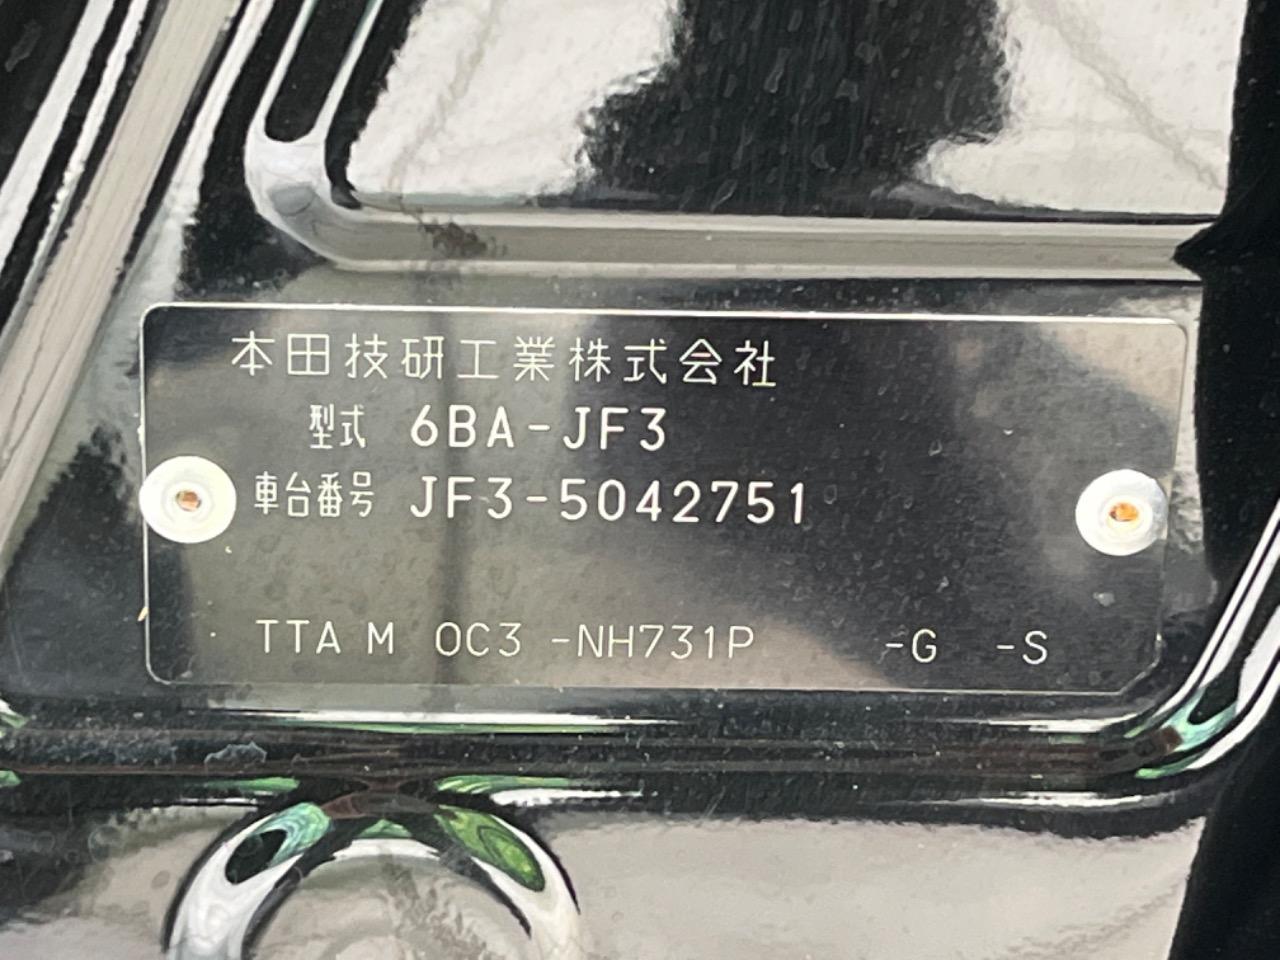 本田技研工業株式会社
型式 6BA-JF3
車台番号 JF3-5042751
TTA M OC3 -NH731P -G -S